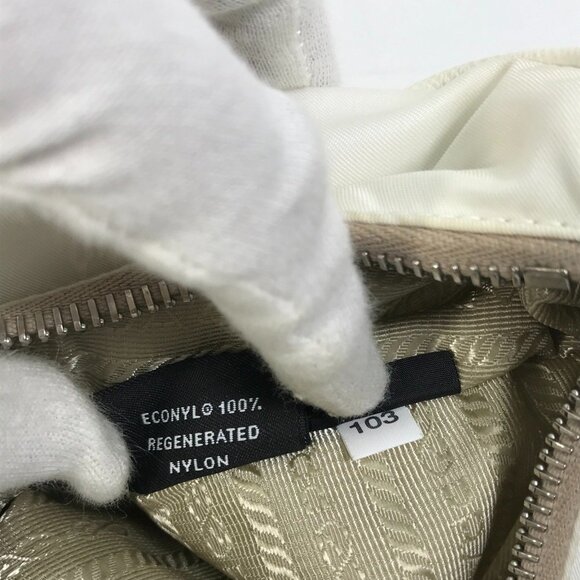 ECONYL® 100%
REGENERATED
NYLON
103